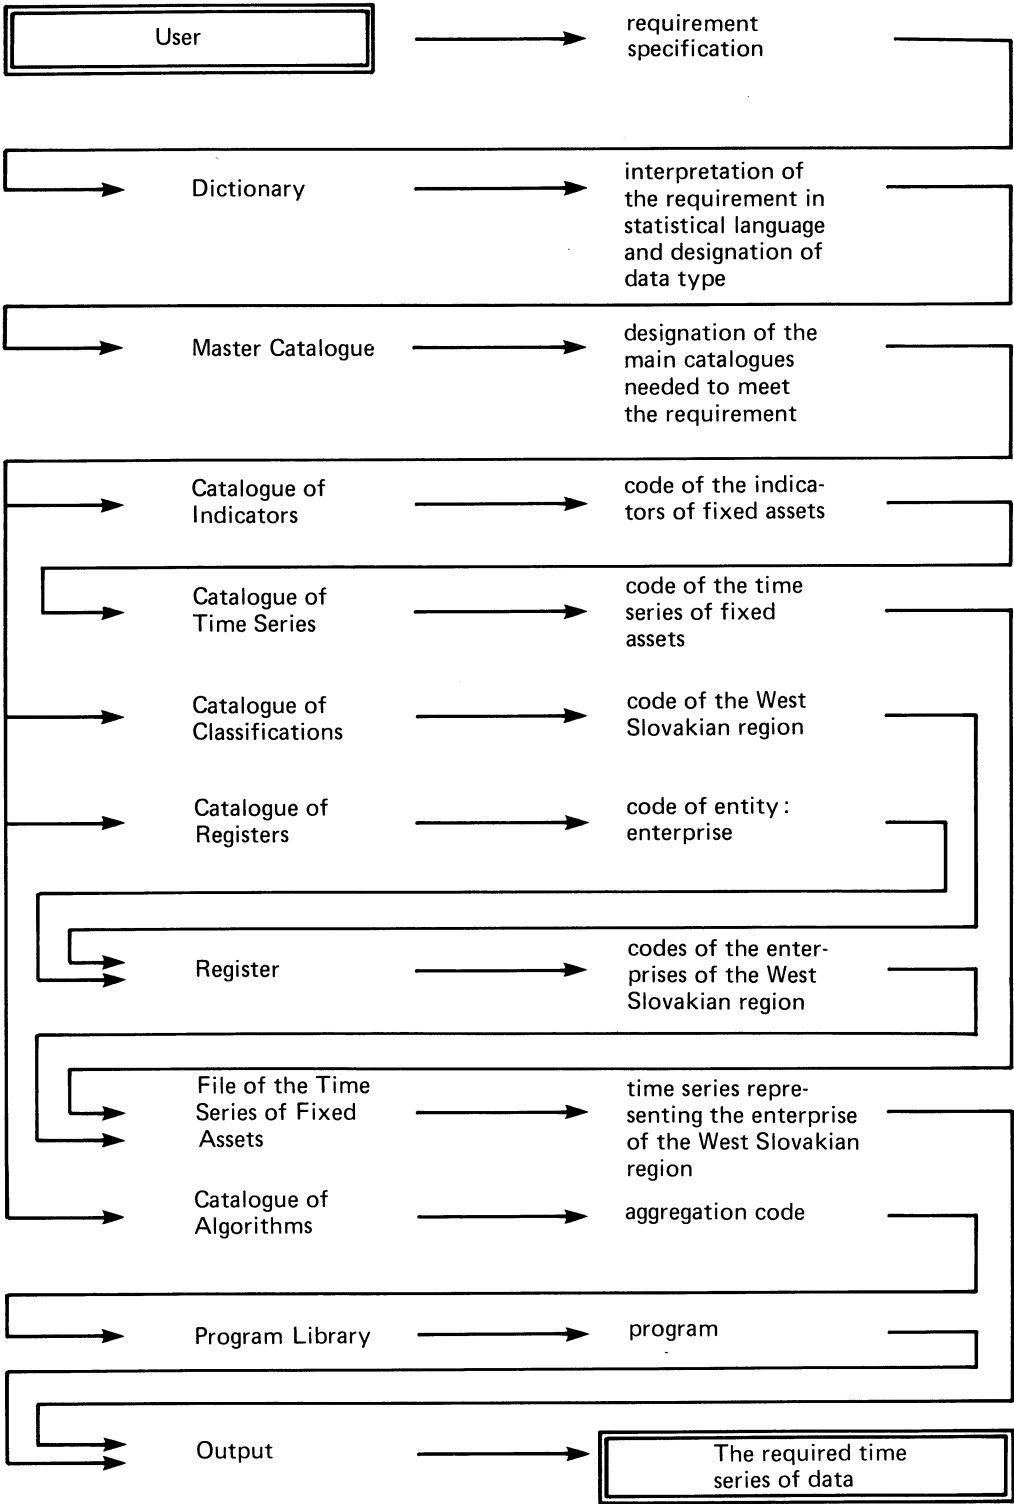 User
requirement
specification
Dictionary
interpretation of
the requirement in
statistical language
and designation of
data type
Master Catalogue
designation of the
main catalogues
needed to meet
the requirement
Catalogue of
Indicators
code of the indica-
tors of fixed assets
Catalogue of
Time Series
code of the time
series of fixed
assets
Catalogue of
Classifications
code of the West
Slovakian region
Catalogue of
Registers
code of entity:
enterprise
Register
codes of the enter-
prises of the West
Slovakian region
File of the Time
Series of Fixed
Assets
time series repre-
senting the enterprise
of the West Slovakian
region
Catalogue of
Algorithms
aggregation code
Program Library
program
Output
The required time
series of data